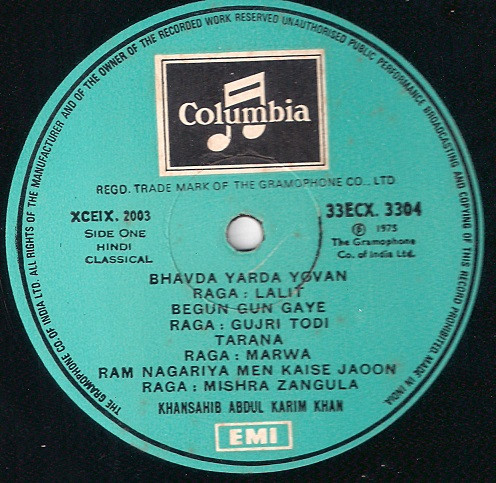 THE GRAMOPHONE CO. OF INDIA LTD. ALL RIGHTS OF THE MANUFACTURER AND OF THE OWNER OF THE RECORDED WORK RESERVED UNAUTHORISED PUBLIC PERFORMANCE BROADCASTING AND COPYING OF THIS RECORD PROHIBITED. MADE IN INDIA
Columbia
REGD. TRADE MARK OF THE GRAMOPHONE CO., LTD
XCEIX. 2003
SIDE ONE
HINDI
CLASSICAL
33ECX. 3304
Ⓟ 1975
The Gramophone
Co. of India Ltd.
BHAVDA YARDA YOVAN
RAGA : LALIT
BEGUN GUN GAYE
RAGA : GUJRI TODI
TARANA
RAGA : MARWA
RAM NAGARIYA MEN KAISE JAOON
RAGA : MISHRA ZANGULA
KHANSAHIB ABDUL KARIM KHAN
EMI